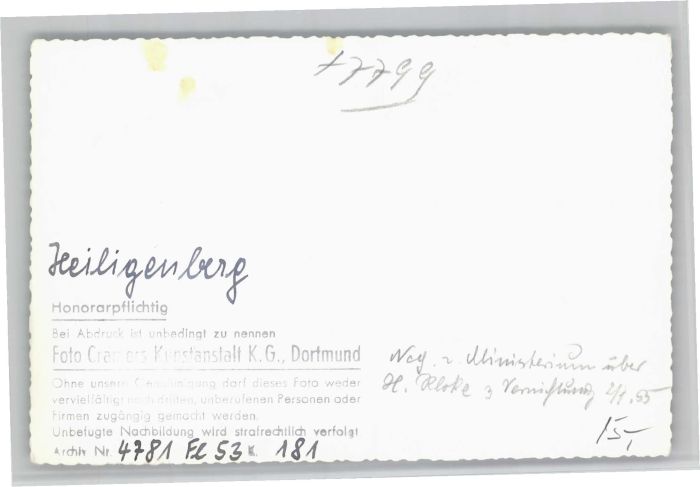 +7799
Heiligenberg
Honorarpflichtig
Bei Abdruck ist unbedingt zu nennen
Foto Cramers Kunstanstalt K.G., Dortmund
Ohne unsere Genehmigung darf dieses Foto weder
vervielfältigt noch dritten, unberufenen Personen oder
Firmen zugängig gemacht werden.
Unbefugte Nachbildung wird strafrechtlich verfolgt
Archiv Nr. 4781 Fl 53 K. 181
Neg. v. Ministerium über
H. Kloke z Vernichtung 2/1.55
15,-